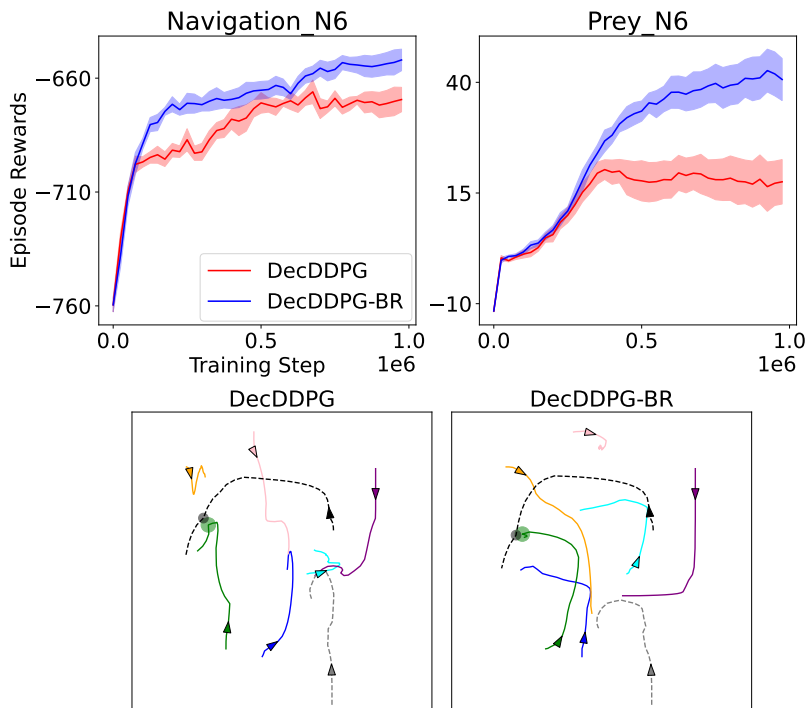 Navigation_N6
Prey_N6
Episode Rewards
−660
−710
−760
40
15
−10
DecDDPG
DecDDPG-BR
0.0
0.5
1.0
0.0
0.5
1.0
Training Step
1e6
1e6
DecDDPG
DecDDPG-BR